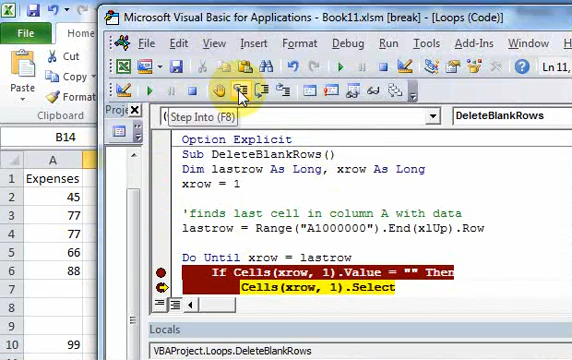 Microsoft Visual Basic for Applications - Book11.xlsm [break] - [Loops (Code)]
File Home
File Edit View Insert Format Debug Run Tools Add-Ins Window Help
Cut
Paste
Format
Clipboard
Ln 11,
Step Into (F8)
Projec
DeleteBlankRows
B14
A
1 Expenses
2 45
3 77
4 77
5 66
6 88
7
8
9
10 99
Option Explicit
Sub DeleteBlankRows()
Dim lastrow As Long, xrow As Long
xrow = 1
'finds last cell in column A with data
lastrow = Range("A1000000").End(xlUp).Row
Do Until xrow = lastrow
If Cells(xrow, 1).Value = "" Then
Cells(xrow, 1).Select
Locals
VBAProject.Loops.DeleteBlankRows